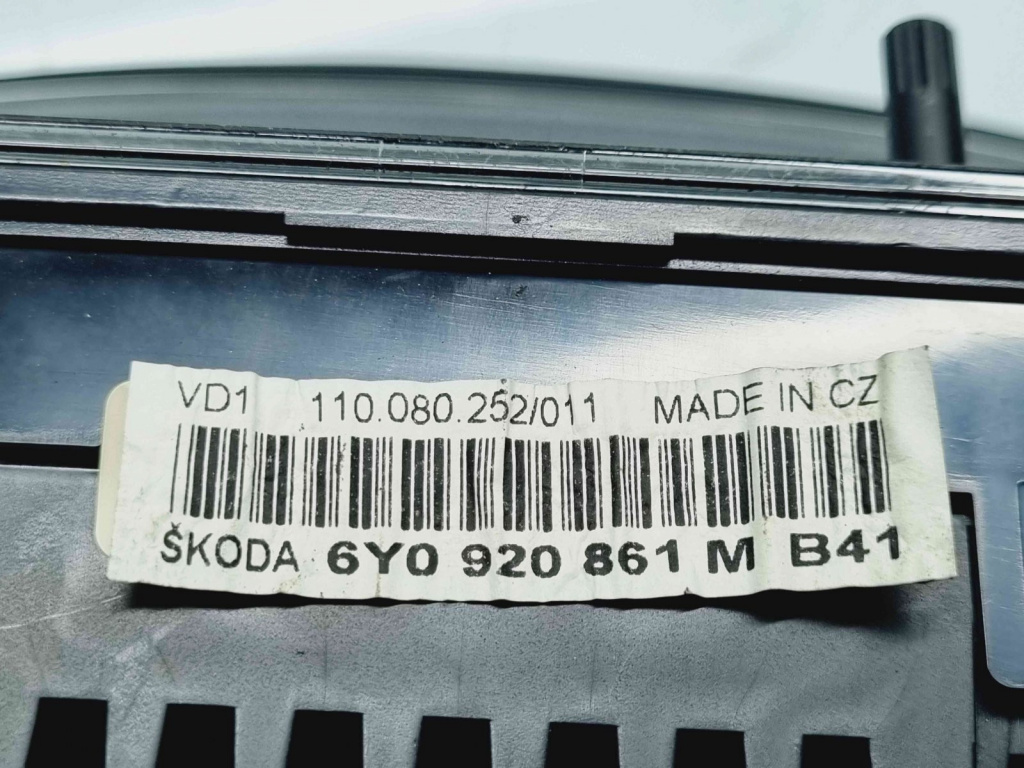 VD1 110.080.252/011 MADE IN CZ
ŠKODA 6Y0 920 861 M B41